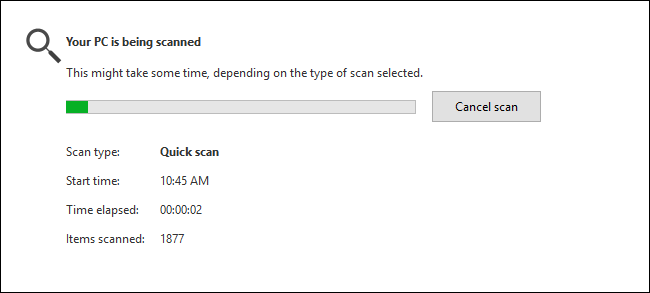 Your PC is being scanned
This might take some time, depending on the type of scan selected.
Cancel scan
Scan type: Quick scan
Start time: 10:45 AM
Time elapsed: 00:00:02
Items scanned: 1877